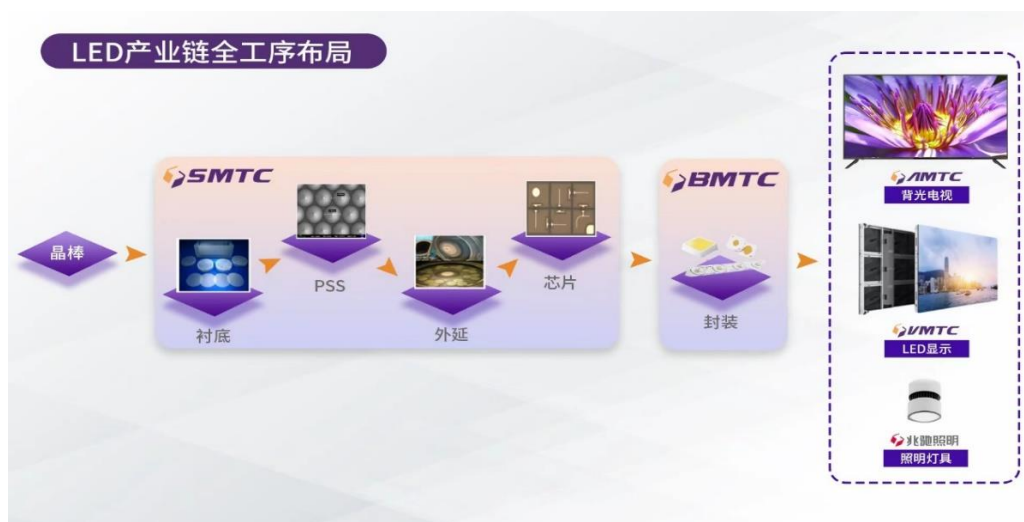 LED产业链全工序布局
SMTC
晶棒
衬底
PSS
外延
芯片
BMTC
封装
AMTC
背光电视
VMTC
LED显示
兆驰照明
照明灯具